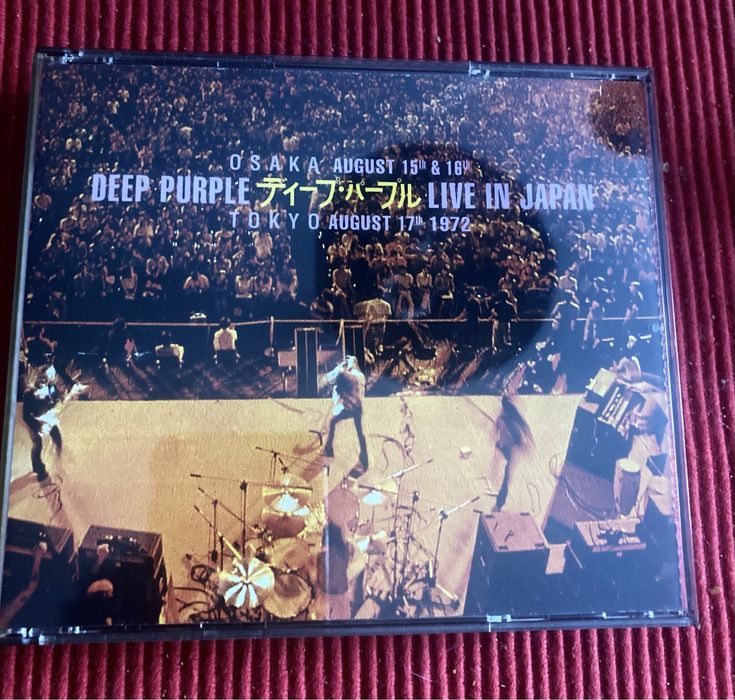 OSAKA AUGUST 15th & 16th
DEEP PURPLE ディープ・パープル LIVE IN JAPAN
TOKYO AUGUST 17th 1972